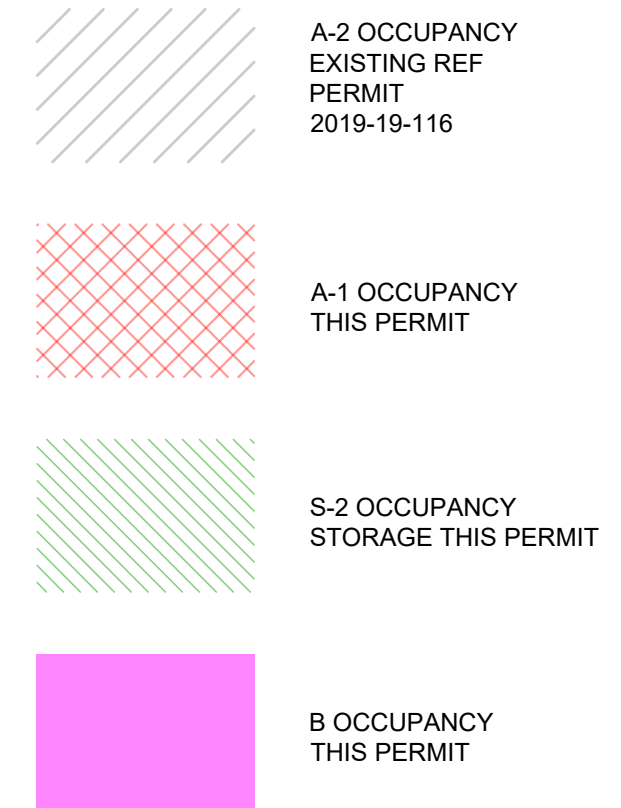 A-2 OCCUPANCY
EXISTING REF
PERMIT
2019-19-116
A-1 OCCUPANCY
THIS PERMIT
S-2 OCCUPANCY
STORAGE THIS PERMIT
B OCCUPANCY
THIS PERMIT